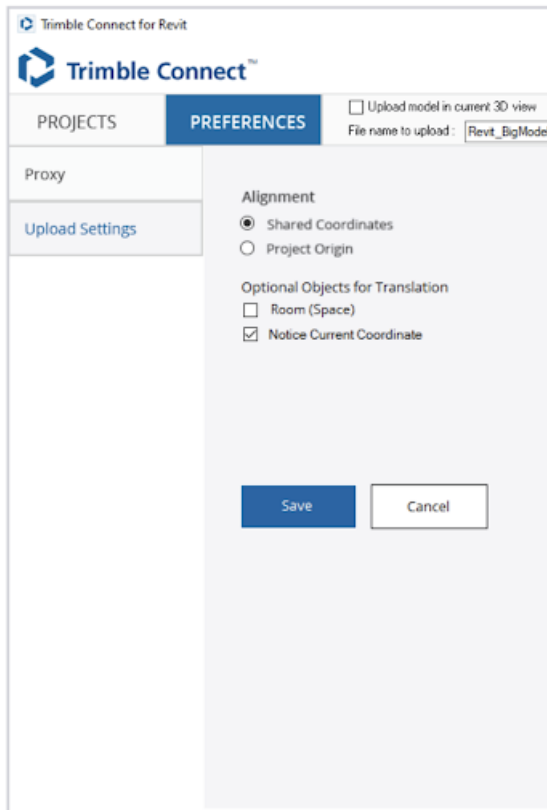 Trimble Connect for Revit
Trimble Connect™
PROJECTS
PREFERENCES
Upload model in current 3D view
File name to upload :
Revit_BigMode
Proxy
Upload Settings
Alignment
Shared Coordinates
Project Origin
Optional Objects for Translation
Room (Space)
Notice Current Coordinate
Save
Cancel